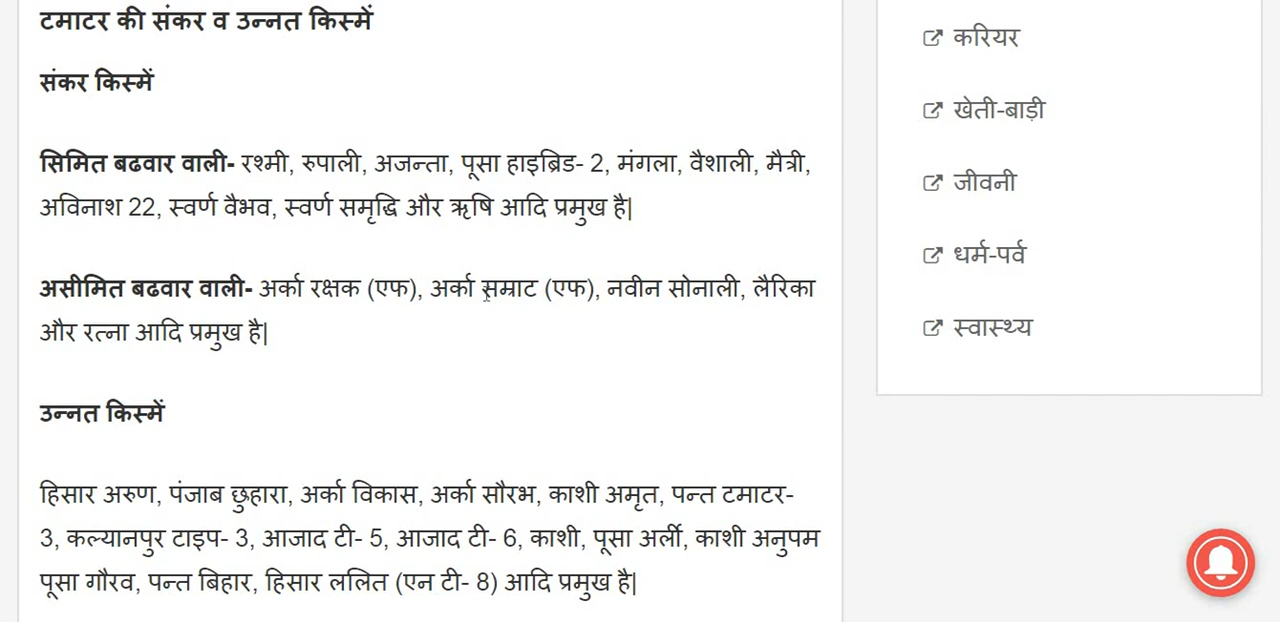 टमाटर की संकर व उन्नत किस्में
संकर किस्में
सिमित बढवार वाली- रश्मी, रुपाली, अजन्ता, पूसा हाइब्रिड- 2, मंगला, वैशाली, मैत्री,
अविनाश 22, स्वर्ण वैभव, स्वर्ण समृद्धि और ऋषि आदि प्रमुख है|
असीमित बढवार वाली- अर्का रक्षक (एफ), अर्का सम्राट (एफ), नवीन सोनाली, लैरिका
और रत्ना आदि प्रमुख है|
उन्नत किस्में
हिसार अरुण, पंजाब छुहारा, अर्का विकास, अर्का सौरभ, काशी अमृत, पन्त टमाटर-
3, कल्यानपुर टाइप- 3, आजाद टी- 5, आजाद टी- 6, काशी, पूसा अर्ली, काशी अनुपम
पूसा गौरव, पन्त बिहार, हिसार ललित (एन टी- 8) आदि प्रमुख है|
करियर
खेती-बाड़ी
जीवनी
धर्म-पर्व
स्वास्थ्य